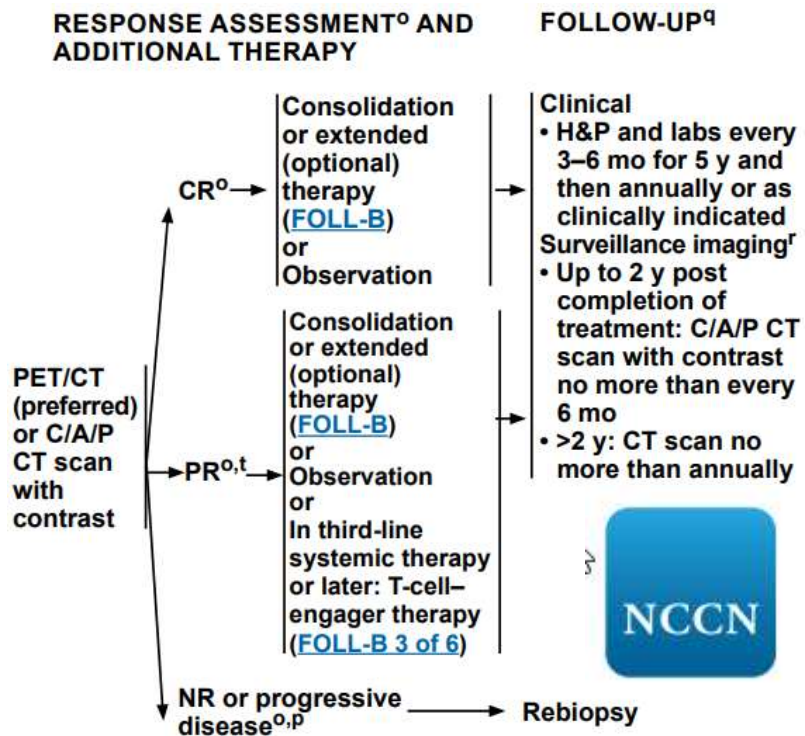 RESPONSE ASSESSMENTᵒ AND
ADDITIONAL THERAPY
FOLLOW-UPq
PET/CT
(preferred)
or C/A/P
CT scan
with
contrast
CRᵒ
Consolidation
or extended
(optional)
therapy
(FOLL-B)
or
Observation
PRᵒ,ᵗ
Consolidation
or extended
(optional)
therapy
(FOLL-B)
or
Observation
or
In third-line
systemic therapy
or later: T-cell–
engager therapy
(FOLL-B 3 of 6)
NR or progressive
diseaseᵒ,ᵖ
Rebiopsy
Clinical
• H&P and labs every
3–6 mo for 5 y and
then annually or as
clinically indicated
Surveillance imagingʳ
• Up to 2 y post
completion of
treatment: C/A/P CT
scan with contrast
no more than every
6 mo
• >2 y: CT scan no
more than annually
NCCN